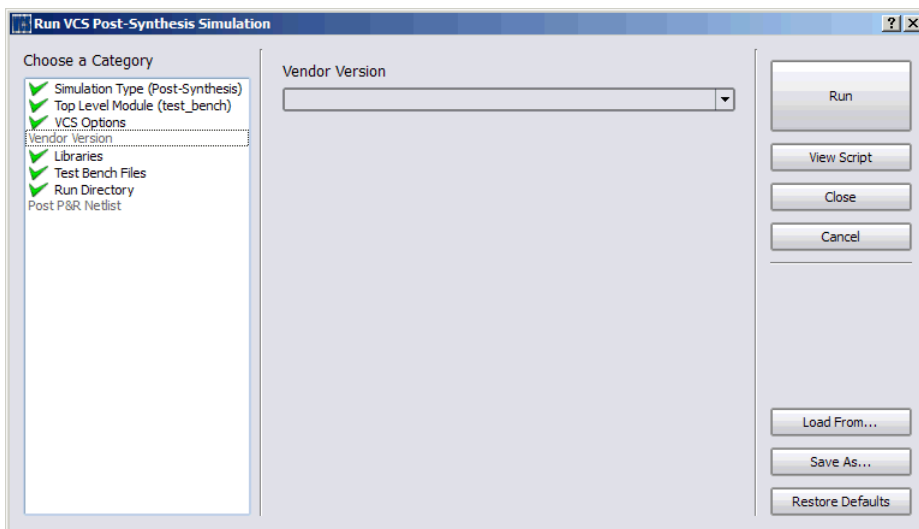 Run VCS Post-Synthesis Simulation
Choose a Category
Simulation Type (Post-Synthesis)
Top Level Module (test_bench)
VCS Options
Vendor Version
Libraries
Test Bench Files
Run Directory
Post P&R Netlist
Vendor Version
Run
View Script
Close
Cancel
Load From...
Save As...
Restore Defaults